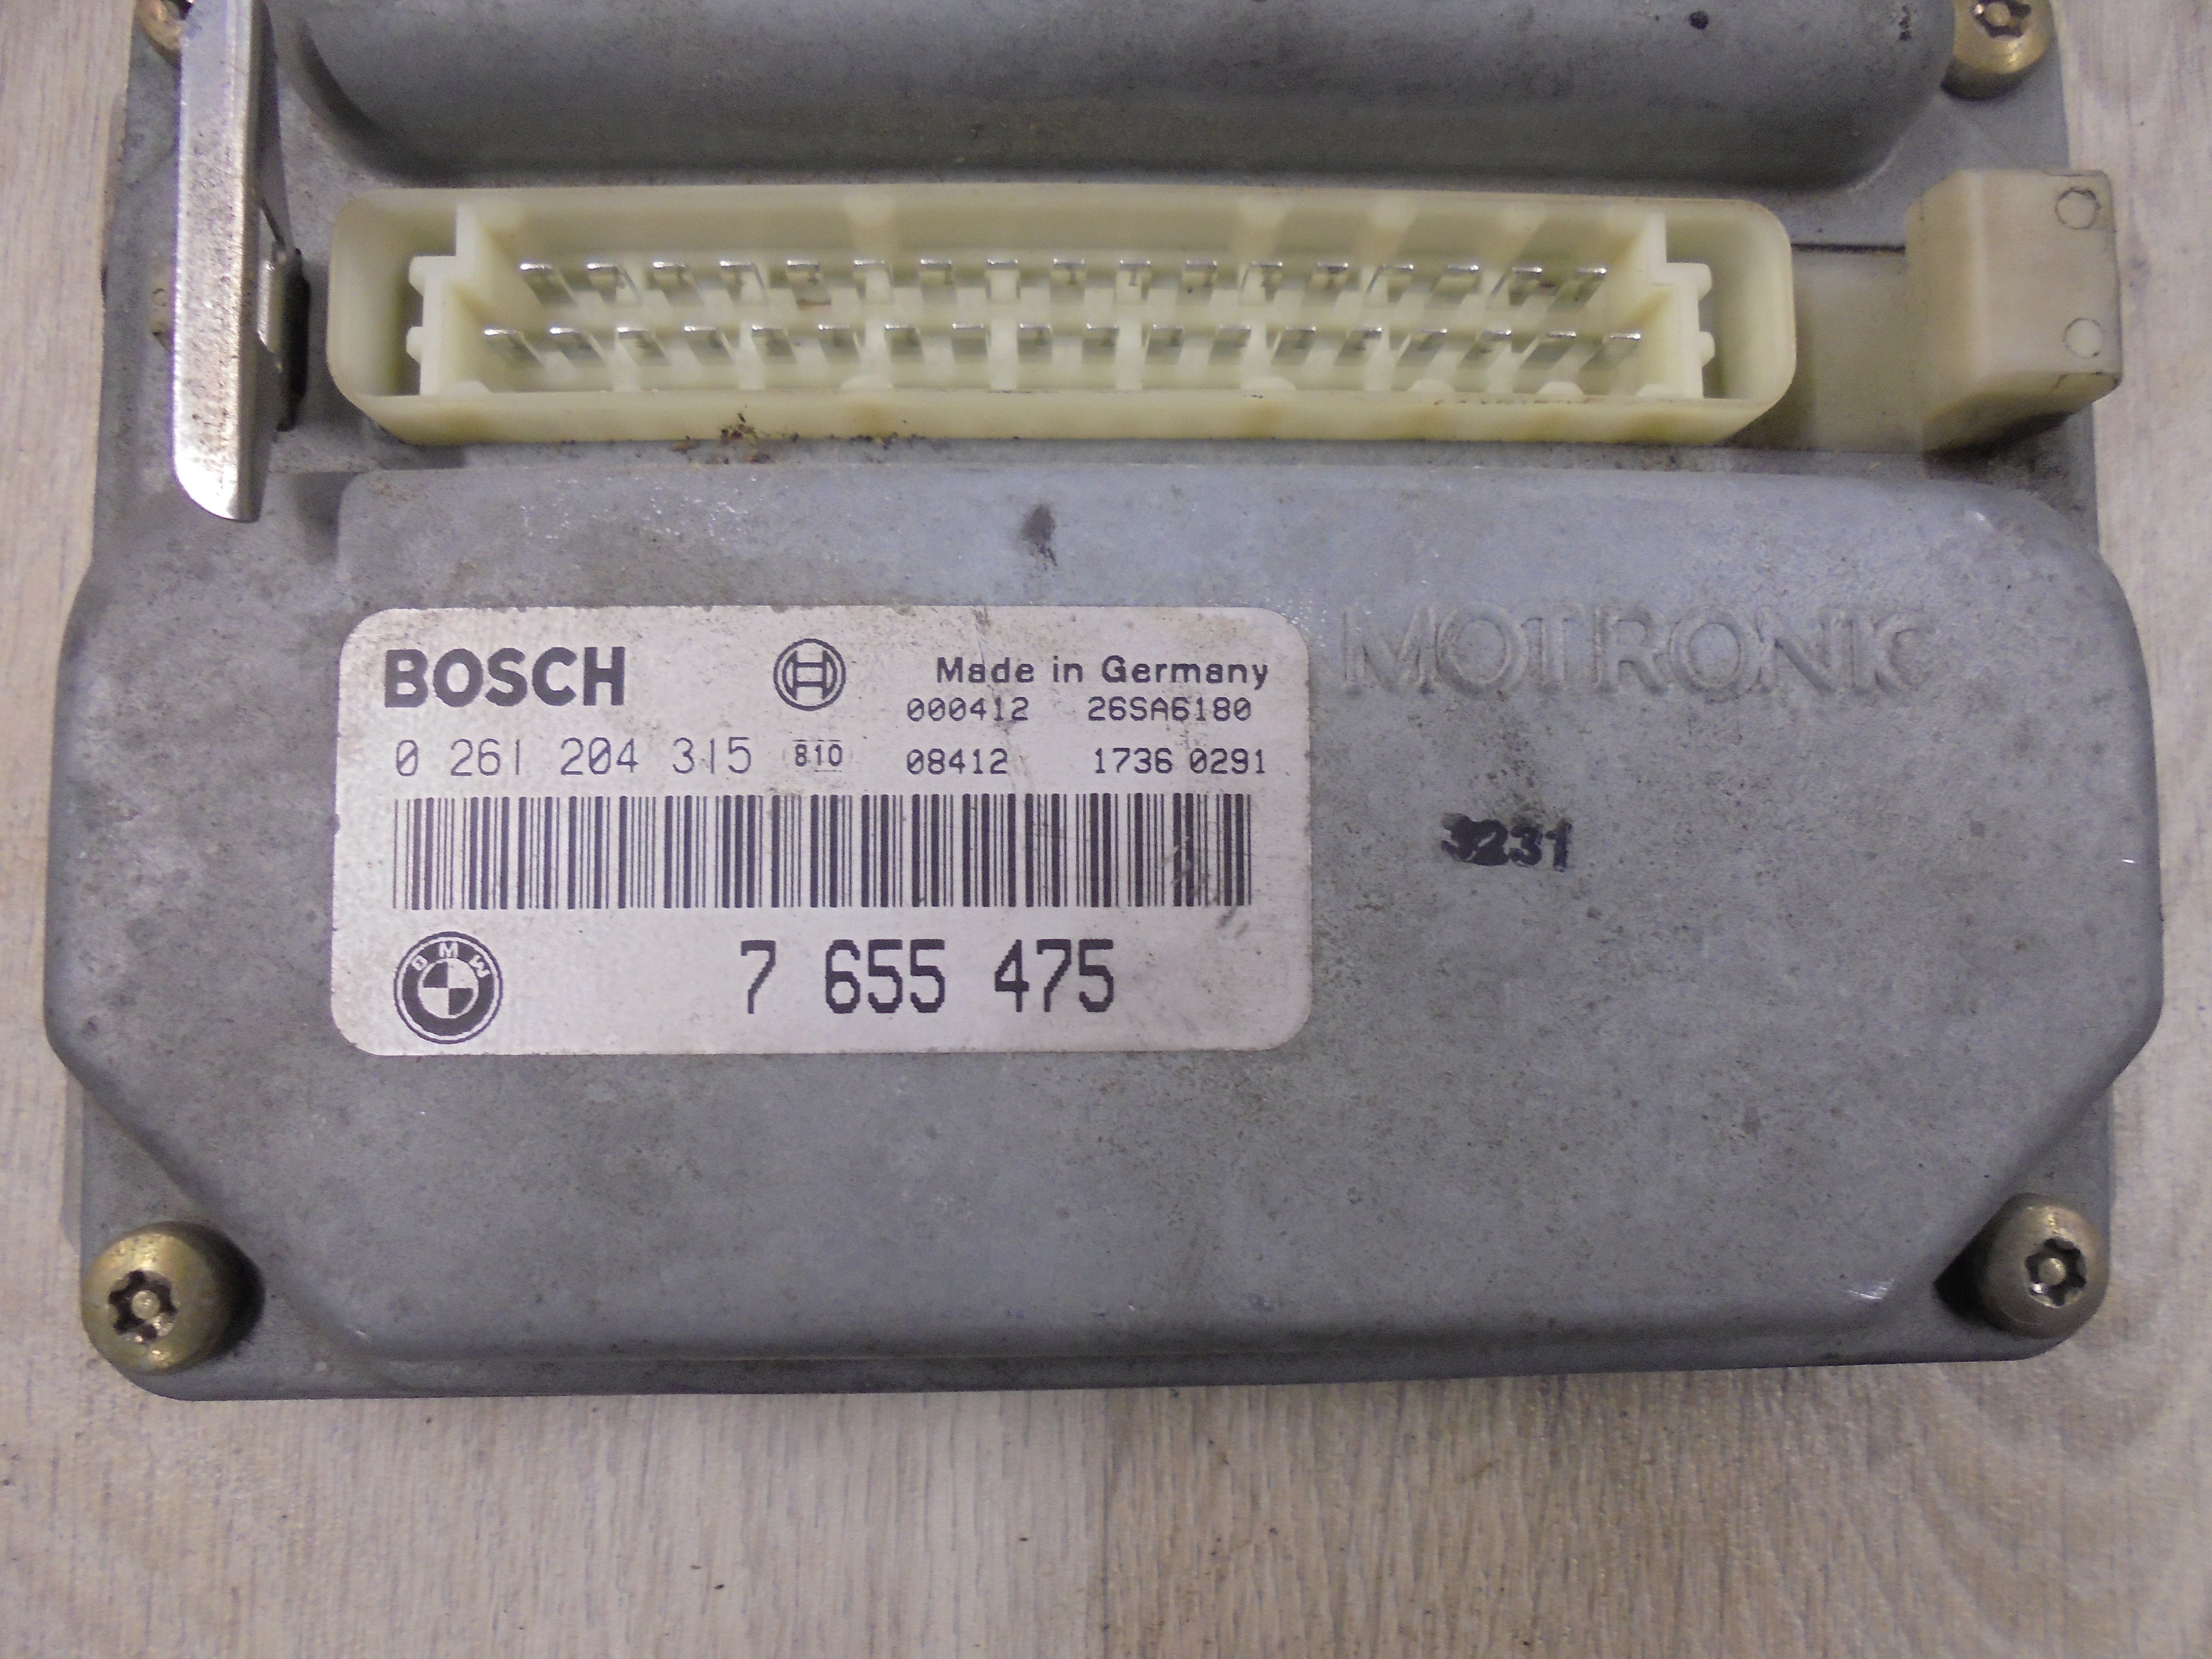 MOTRONIC
BOSCH Made in Germany
000412 26SA6180
0 261 204 315 810 08412 1736 0291
3231
BMW 7 655 475